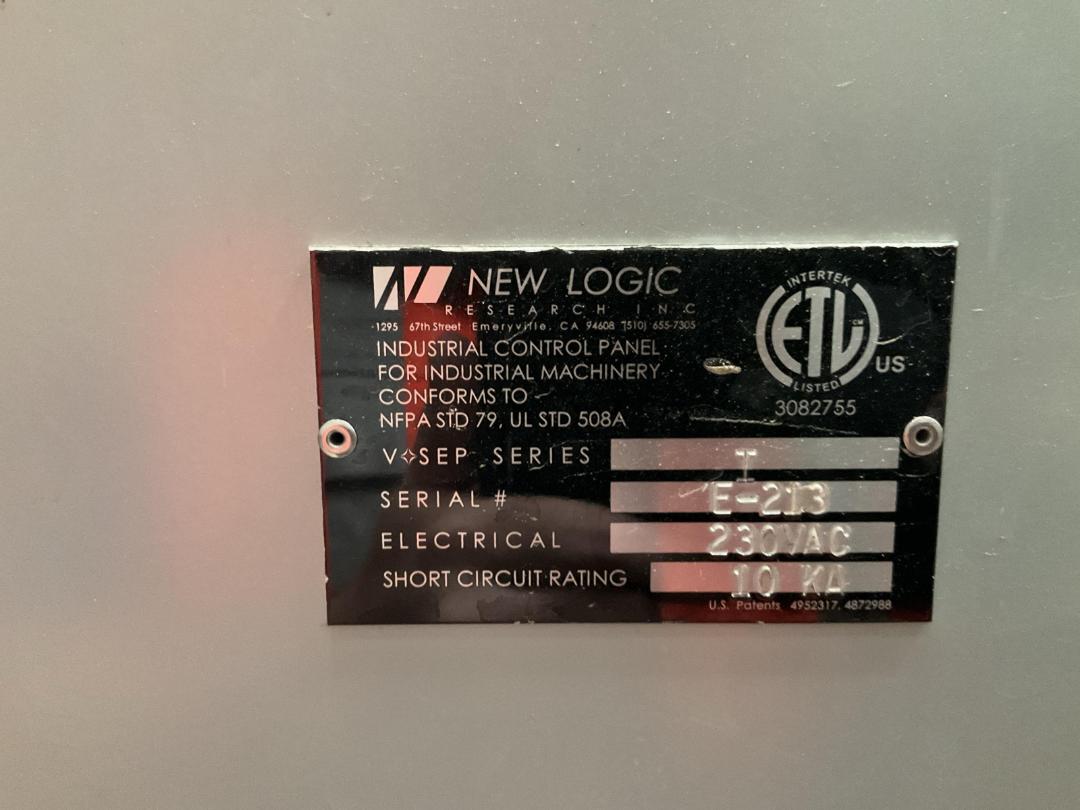 NEW LOGIC
RESEARCH INC
1295 67th Street Emeryville, CA 94608 (510) 655-7305
INDUSTRIAL CONTROL PANEL
FOR INDUSTRIAL MACHINERY
CONFORMS TO
NFPA STD 79, UL STD 508A
INTERTEK
ETL CM
US
LISTED
3082755
V✧SEP SERIES I
SERIAL # E-213
ELECTRICAL 230VAC
SHORT CIRCUIT RATING 10 KA
U.S. Patents 4952317, 4872988